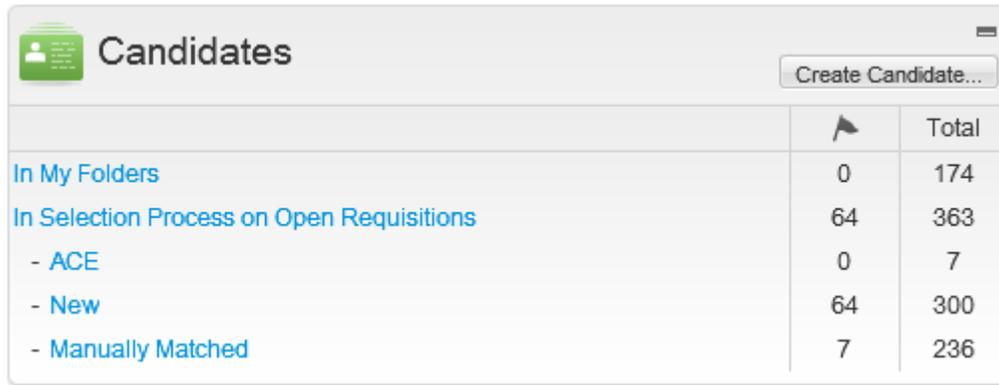 Candidates
Create Candidate...
Total
In My Folders 0 174
In Selection Process on Open Requisitions 64 363
- ACE 0 7
- New 64 300
- Manually Matched 7 236